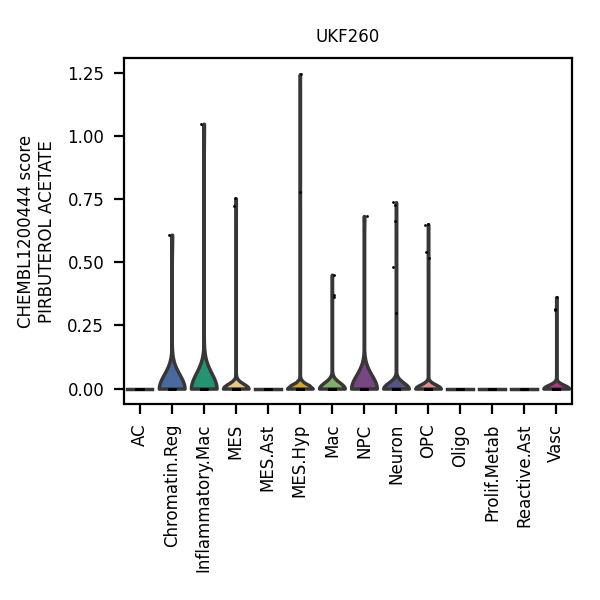 UKF260
CHEMBL1200444 score
PIRBUTEROL ACETATE
1.25
1.00
0.75
0.50
0.25
0.00
AC
Chromatin.Reg
Inflammatory.Mac
MES
MES.Ast
MES.Hyp
Mac
NPC
Neuron
OPC
Oligo
Prolif.Metab
Reactive.Ast
Vasc